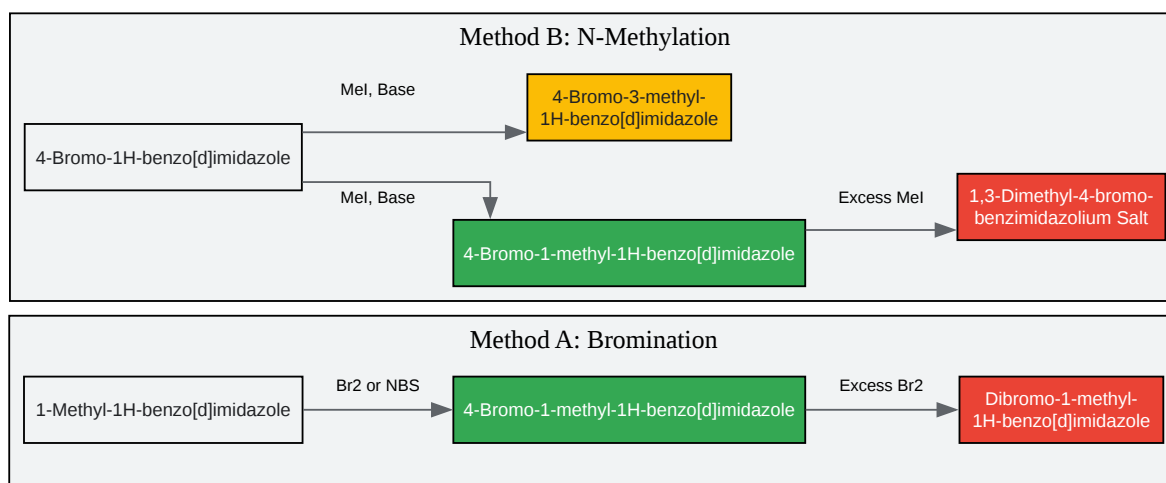 Method B: N-Methylation
MeI, Base
4-Bromo-3-methyl-
1H-benzo[d]imidazole
4-Bromo-1H-benzo[d]imidazole
MeI, Base
Excess MeI
1,3-Dimethyl-4-bromo-
benzimidazolium Salt
4-Bromo-1-methyl-1H-benzo[d]imidazole
Method A: Bromination
1-Methyl-1H-benzo[d]imidazole
Br2 or NBS
4-Bromo-1-methyl-1H-benzo[d]imidazole
Excess Br2
Dibromo-1-methyl-
1H-benzo[d]imidazole